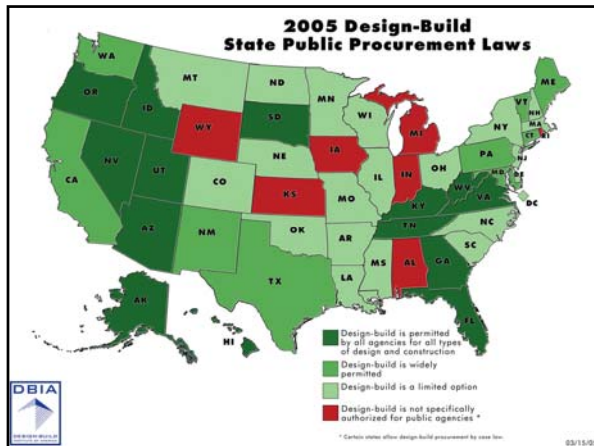 2005 Design-Build
State Public Procurement Laws
WA
OR
ID
MT
ND
MN
WI
MI
NY
VT
NH
ME
MA
CT
RI
SD
WY
NE
IA
IL
IN
OH
PA
NJ
MD
DE
DC
NV
UT
CO
KS
MO
KY
WV
VA
CA
AZ
NM
OK
AR
TN
NC
SC
TX
LA
MS
AL
GA
FL
AK
HI
Design-build is permitted
by all agencies for all types
of design and construction
Design-build is widely
permitted
Design-build is a limited option
Design-build is not specifically
authorized for public agencies *
* Certain states allow design-build procurement by case law.
DBIA